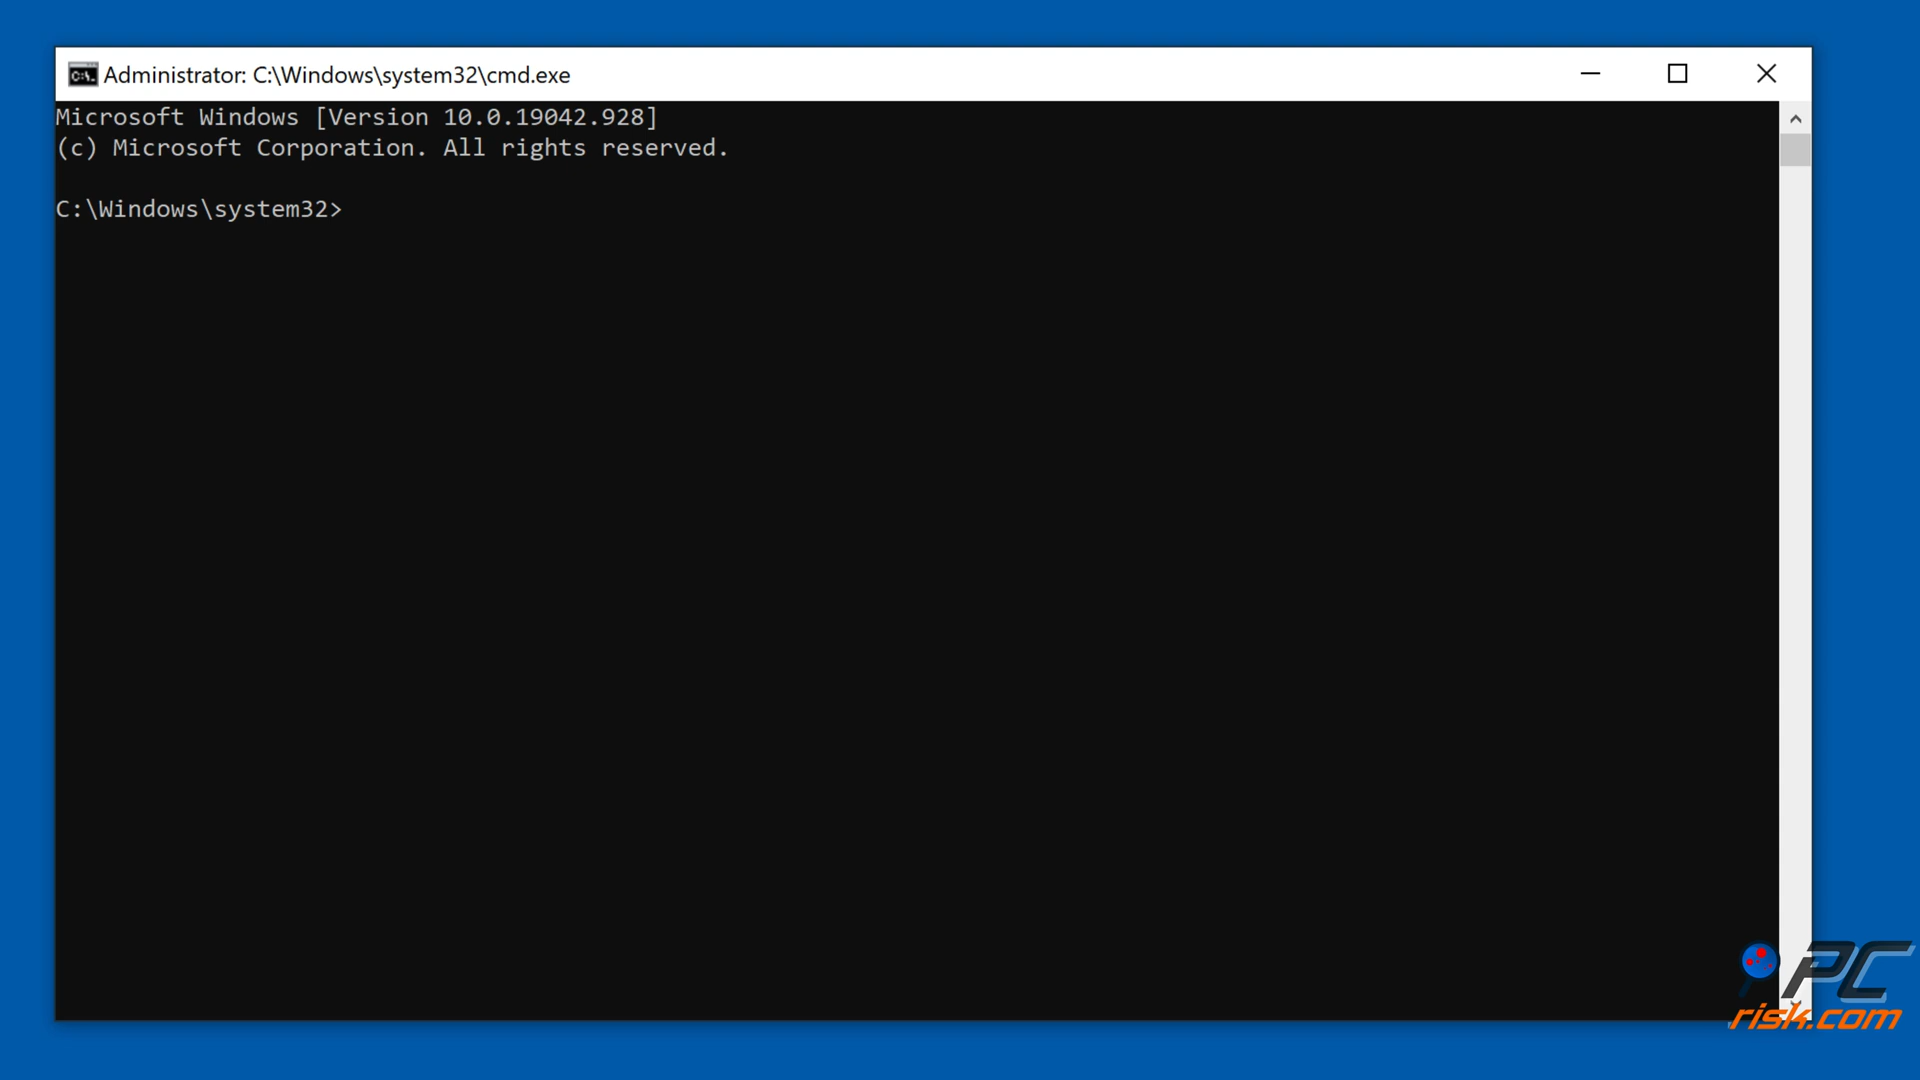 Administrator: C:\Windows\system32\cmd.exe
Microsoft Windows [Version 10.0.19042.928]
(c) Microsoft Corporation. All rights reserved.
C:\Windows\system32>
PC
risk.com